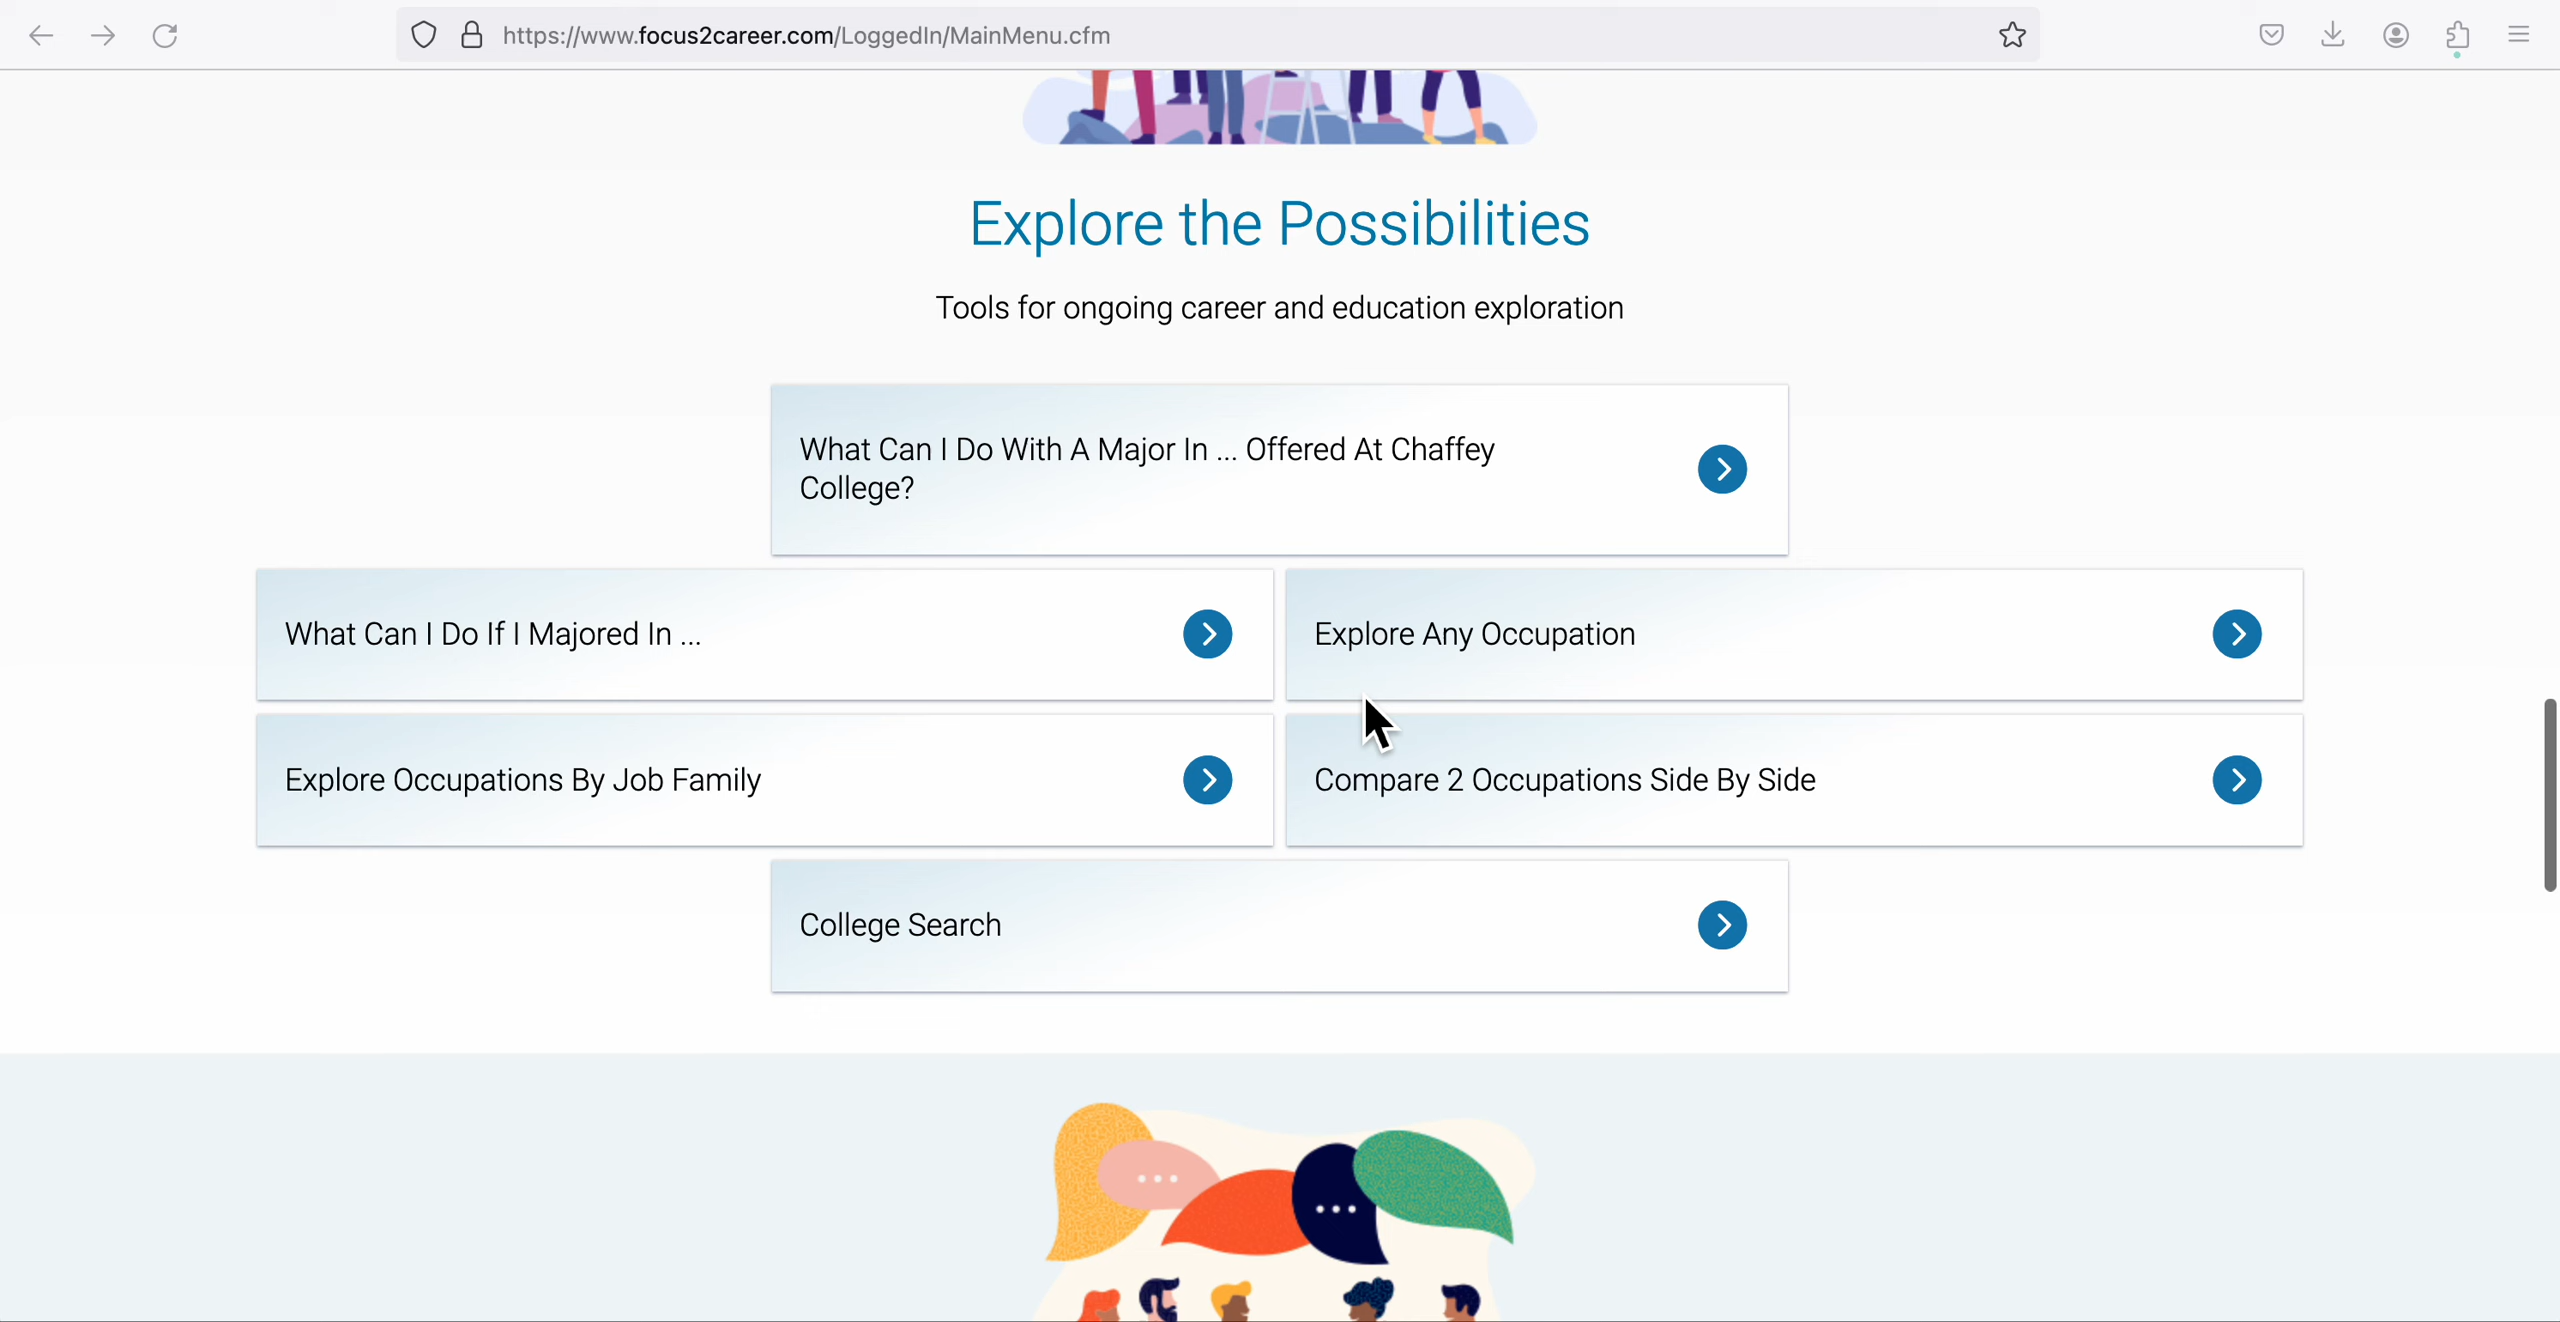 https://www.focus2career.com/LoggedIn/MainMenu.cfm
Explore the Possibilities
Tools for ongoing career and education exploration
What Can I Do With A Major In ... Offered At Chaffey
College?
What Can I Do If I Majored In ...
Explore Any Occupation
Explore Occupations By Job Family
Compare 2 Occupations Side By Side
College Search